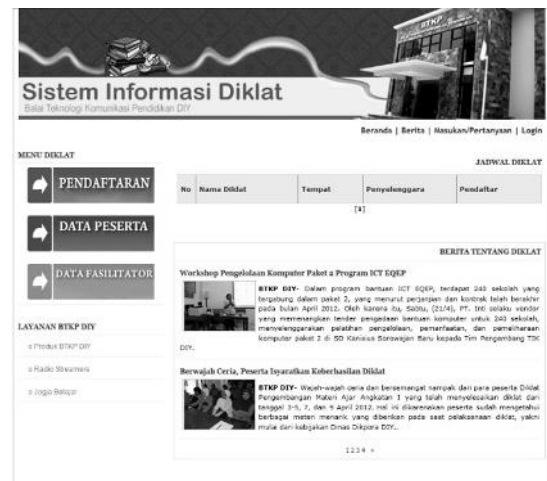 BTKP
Sistem Informasi Diklat
Balai Teknologi Komunikasi Pendidikan DIY
Beranda | Berita | Masukan/Pertanyaan | Login
MENU DIKLAT
PENDAFTARAN
DATA PESERTA
DATA FASILITATOR
LAYANAN BTKP DIY
Produk BTKP DIY
Radio Streamers
Jogja Belajar
JADWAL DIKLAT
No Nama Diklat Tempat Penyelenggara Pendaftar
[1]
BERITA TENTANG DIKLAT
Workshop Pengelolaan Komputer Paket 2 Program ICT EQEP
BTKP DIY- Dalam program bantuan ICT EQEP, terdapat 240 sekolah yang
tergabung dalam paket 2, yang menurut perjanjian dan kontrak telah berakhir
pada bulan April 2012. Oleh karena itu, Sabtu, (21/4), PT. Inti selaku vendor
yang memenangkan tender pengadaan bantuan komputer untuk 240 sekolah,
menyelenggarakan pelatihan pengelolaan, pemanfaatan, dan pemeliharaan
komputer paket 2 di SD Kanisius Sorowajan Baru kepada Tim Pengembang TIK
DIY.
Berwajah Ceria, Peserta Isyaratkan Keberhasilan Diklat
BTKP DIY- Wajah-wajah ceria dan bersemangat nampak dari para peserta Diklat
Pengembangan Materi Ajar Angkatan I yang telah menyelesaikan diklat dari
tanggal 3-5, 7, dan 9 April 2012. Hal ini dikarenakan peserta sudah mengetahui
berbagai materi menarik yang diberikan pada saat pelaksanaan diklat, yakni
mulai dari kebijakan Dinas Dikpora DIY...
1 2 3 4 »